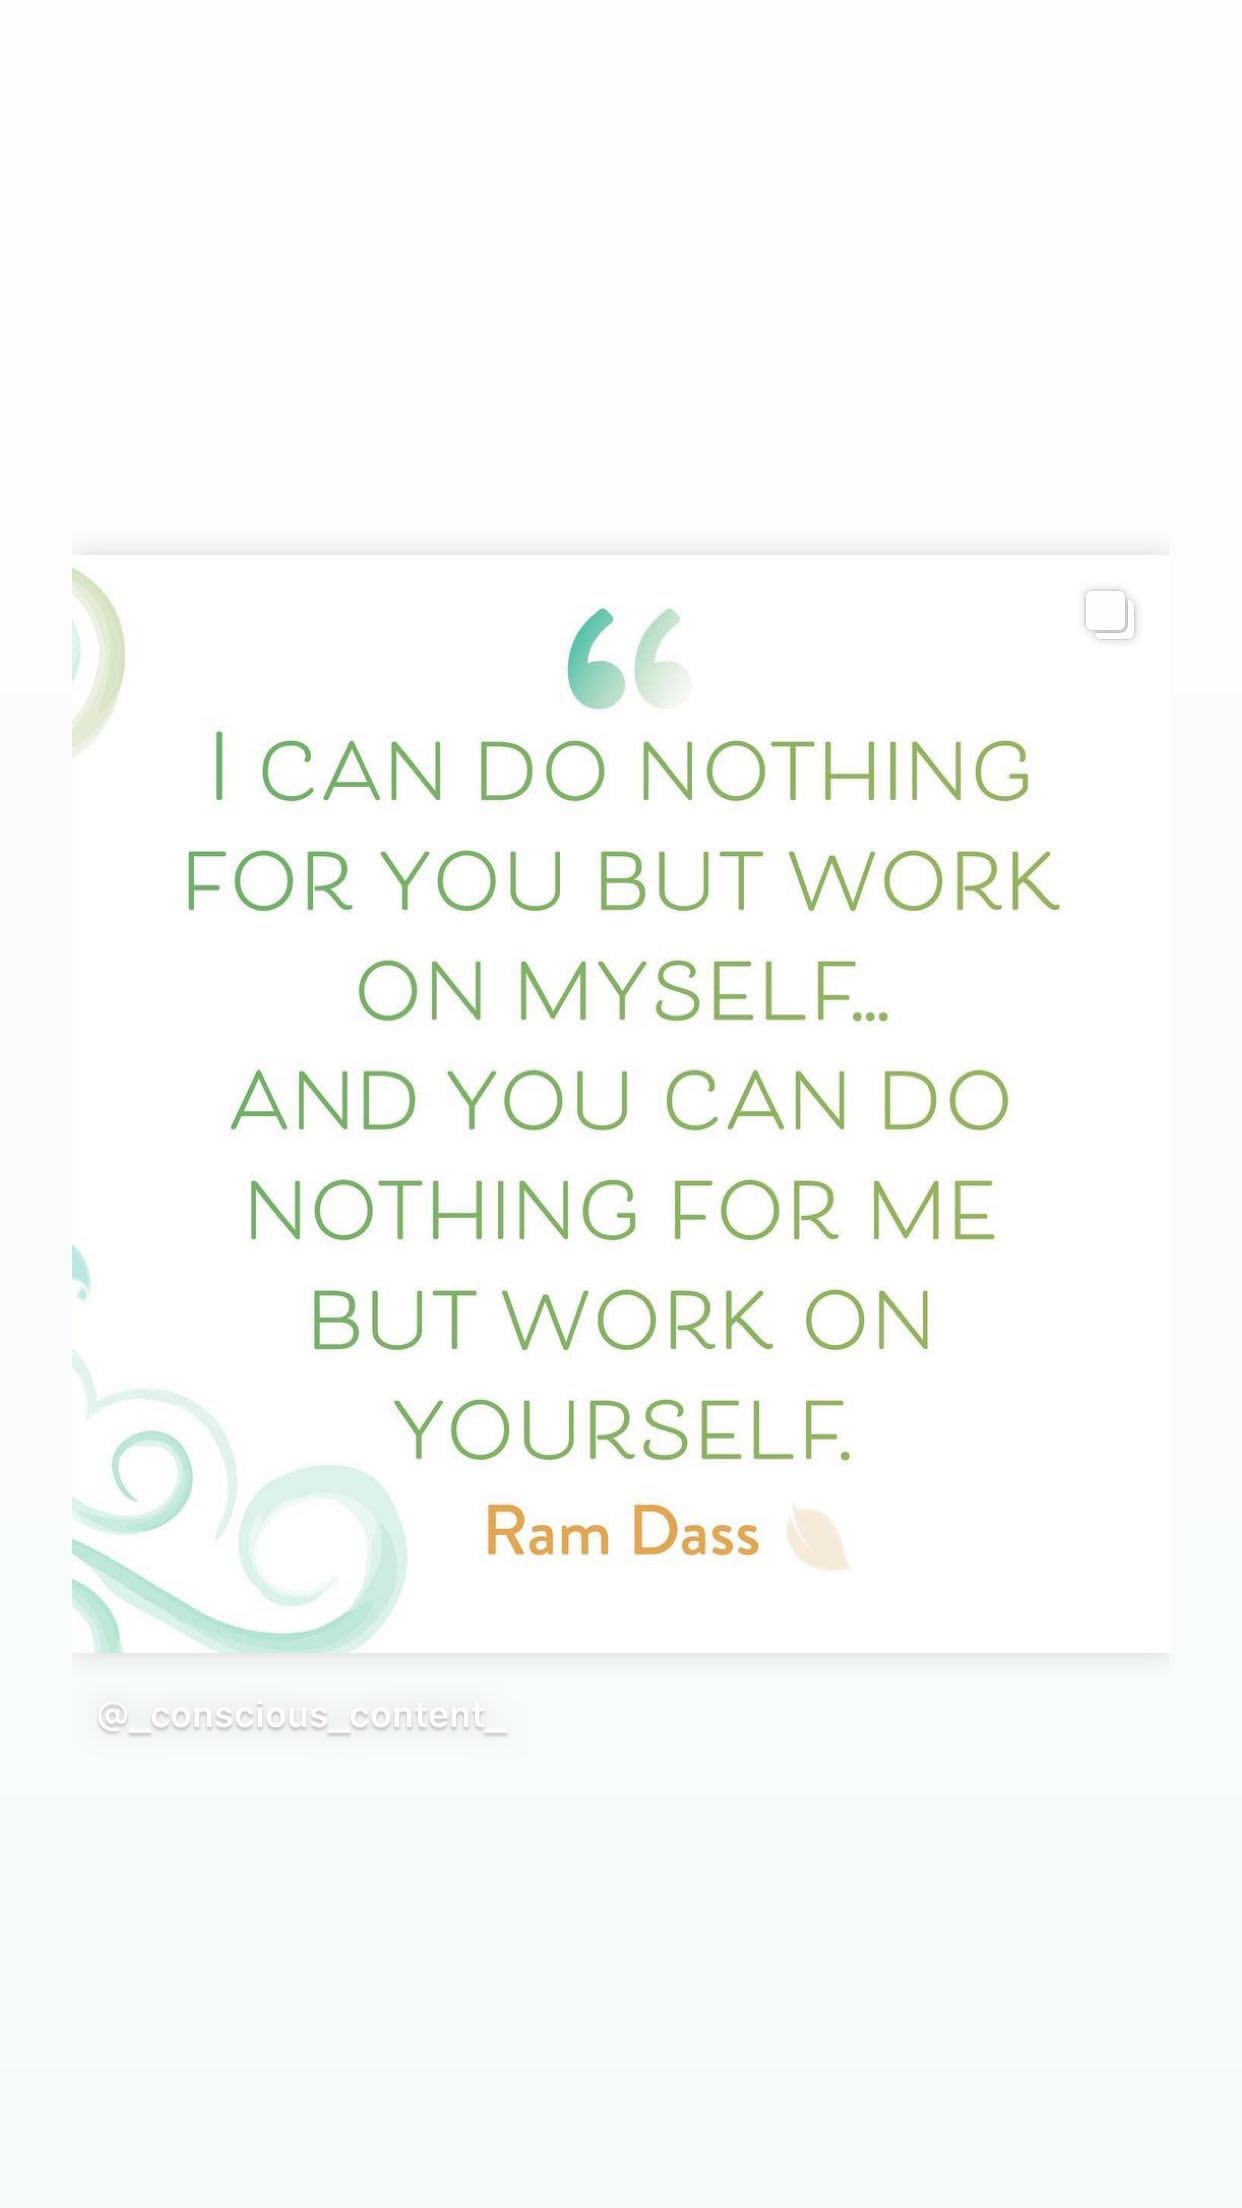 “
I CAN DO NOTHING
FOR YOU BUT WORK
ON MYSELF...
AND YOU CAN DO
NOTHING FOR ME
BUT WORK ON
YOURSELF.
Ram Dass
@_conscious_content_